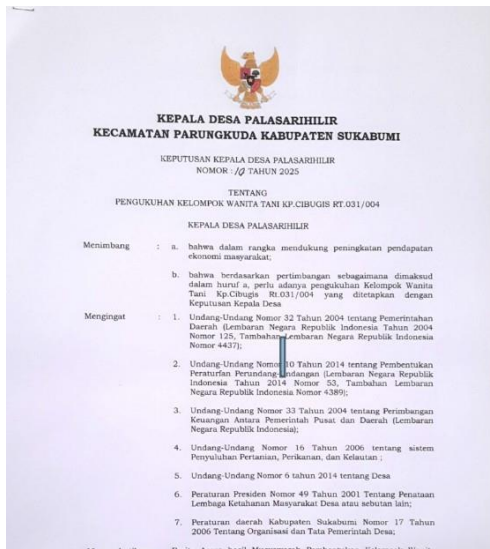 KEPALA DESA PALASARIHILIR
KECAMATAN PARUNGKUDA KABUPATEN SUKABUMI
KEPUTUSAN KEPALA DESA PALASARIHILIR
NOMOR : 10 TAHUN 2025
TENTANG
PENGUKUHAN KELOMPOK WANITA TANI KP.CIBUGIS RT.031/004
KEPALA DESA PALASARIHILIR
Menimbang : a. bahwa dalam rangka mendukung peningkatan pendapatan
ekonomi masyarakat;
b. bahwa berdasarkan pertimbangan sebagaimana dimaksud
dalam huruf a, perlu adanya pengukuhan Kelompok Wanita
Tani Kp.Cibugis Rt.031/004 yang ditetapkan dengan
Keputusan Kepala Desa
Mengingat : 1. Undang-Undang Nomor 32 Tahun 2004 tentang Pemerintahan
Daerah (Lembaran Negara Republik Indonesia Tahun 2004
Nomor 125, Tambahan Lembaran Negara Republik Indonesia
Nomor 4437);
2. Undang-Undang Nomor 10 Tahun 2014 tentang Pembentukan
Peraturfan Perundang-Undangan (Lembaran Negara Republik
Indonesia Tahun 2014 Nomor 53, Tambahan Lembaran
Negara Republik Indonesia Nomor 4389);
3. Undang-Undang Nomor 33 Tahun 2004 tentang Perimbangan
Keuangan Antara Pemerintah Pusat dan Daerah (Lembaran
Negara Republik Indonesia);
4. Undang-Undang Nomor 16 Tahun 2006 tentang sistem
Penyuluhan Pertanian, Perikanan, dan Kelautan ;
5. Undang-Undang Nomor 6 tahun 2014 tentang Desa
6. Peraturan Presiden Nomor 49 Tahun 2001 Tentang Penataan
Lembaga Ketahanan Masyarakat Desa atau sebutan lain;
7. Peraturan daerah Kabupaten Sukabumi Nomor 17 Tahun
2006 Tentang Organisasi dan Tata Pemerintah Desa;